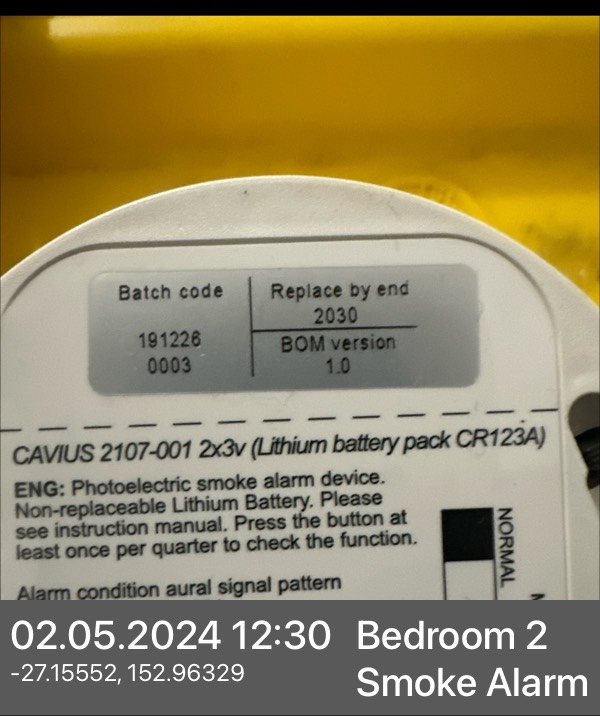 Batch code
191226
0003
Replace by end
2030
BOM version
1.0
CAVIUS 2107-001 2x3v (Lithium battery pack CR123A)
ENG: Photoelectric smoke alarm device.
Non-replaceable Lithium Battery. Please
see instruction manual. Press the button at
least once per quarter to check the function.
Alarm condition aural signal pattern
NORMAL
02.05.2024 12:30
-27.15552, 152.96329
Bedroom 2
Smoke Alarm